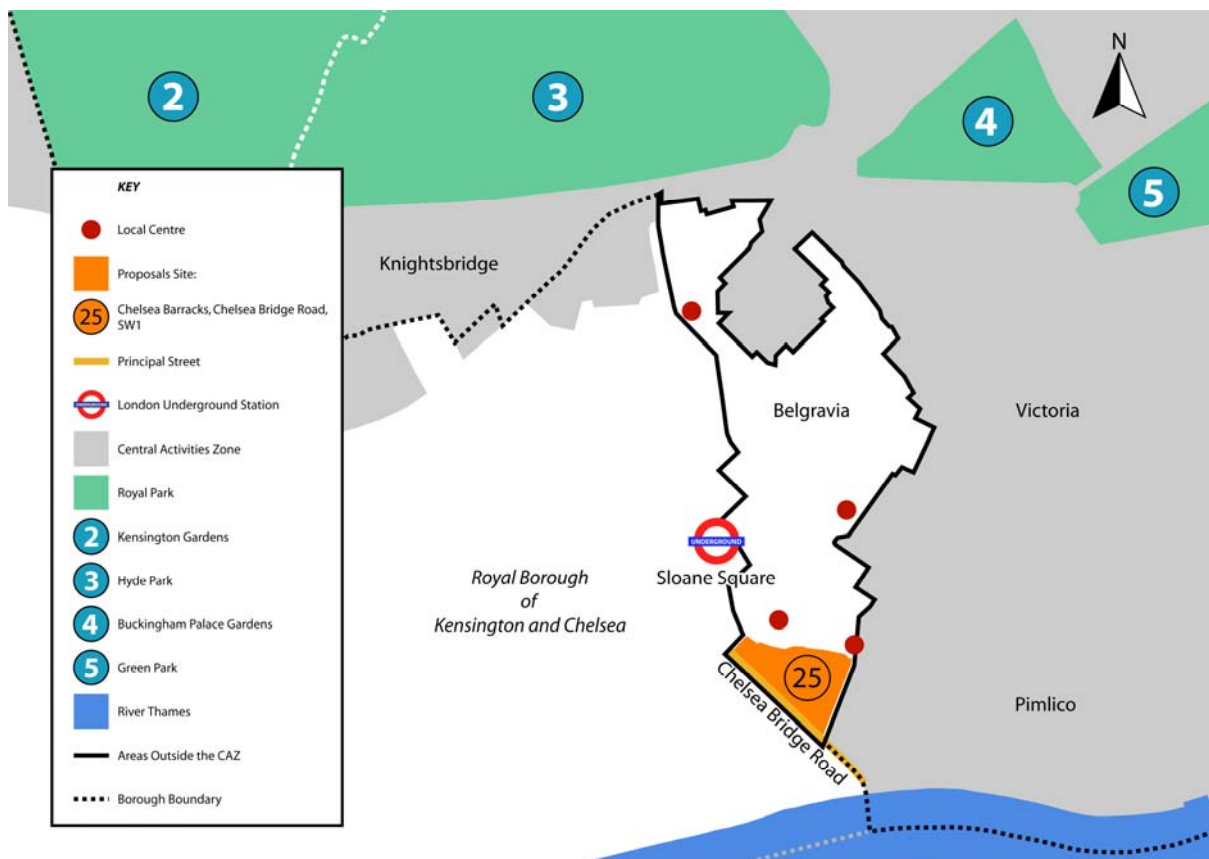 2
3
4
N
5
KEY
Local Centre
Proposals Site:
25
Chelsea Barracks, Chelsea Bridge Road,
SW1
Principal Street
UNDERGROUND
London Underground Station
Central Activities Zone
Royal Park
2
Kensington Gardens
3
Hyde Park
4
Buckingham Palace Gardens
5
Green Park
River Thames
Areas Outside the CAZ
Borough Boundary
Knightsbridge
Belgravia
Victoria
UNDERGROUND
Sloane Square
Royal Borough
of
Kensington and Chelsea
25
Chelsea Bridge Road
Pimlico